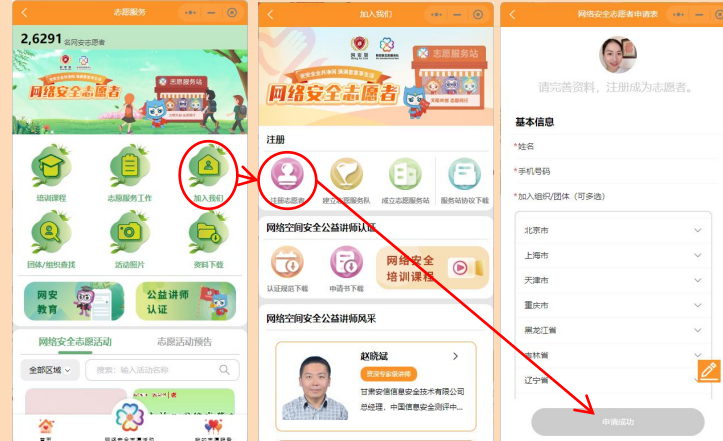 志愿服务
2,6291 名网安志愿者
志愿服务站
网络安全志愿者
培训课程
志愿服务工作
加入我们
团体/组织查找
活动照片
资料下载
网安
教育
公益讲师
认证
网络安全志愿活动
志愿活动预告
全部区域
搜索：输入活动名称
加入我们
志愿服务站
网络安全志愿者
注册
注册志愿者
建立志愿服务队
成立志愿服务站
服务站协议下载
网络空间安全公益讲师认证
认证规范下载
申请书下载
网络安全
培训课程
网络空间安全公益讲师风采
赵晓斌
资深专家级讲师
甘肃安信信息安全技术有限公司
总经理，中国信息安全测评中...
网络安全志愿者申请表
请完善资料，注册成为志愿者。
基本信息
*姓名
*手机号码
*加入组织/团体（可多选）
北京市
上海市
天津市
重庆市
黑龙江省
吉林省
辽宁省
申请成功